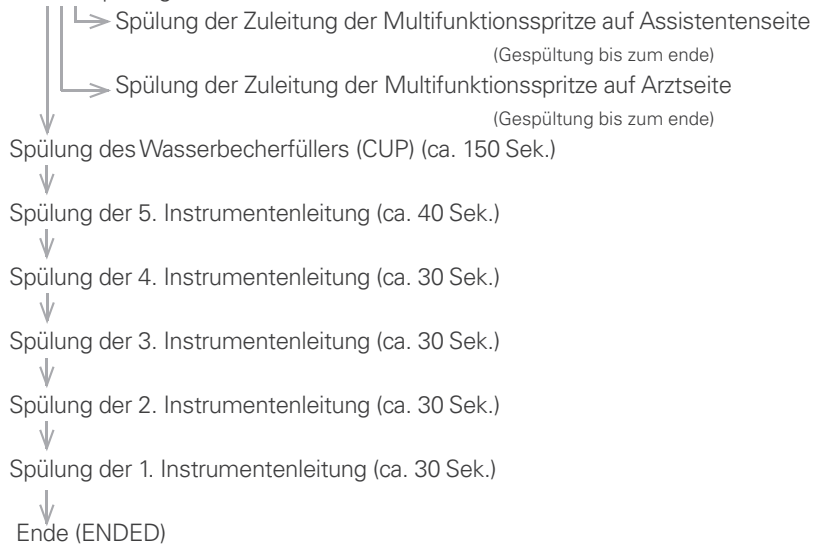 Spülung der Zuleitung der Multifunktionsspritze auf Assistentenseite
(Gespültung bis zum ende)
Spülung der Zuleitung der Multifunktionsspritze auf Arztseite
(Gespültung bis zum ende)
Spülung des Wasserbecherfüllers (CUP) (ca. 150 Sek.)
Spülung der 5. Instrumentenleitung (ca. 40 Sek.)
Spülung der 4. Instrumentenleitung (ca. 30 Sek.)
Spülung der 3. Instrumentenleitung (ca. 30 Sek.)
Spülung der 2. Instrumentenleitung (ca. 30 Sek.)
Spülung der 1. Instrumentenleitung (ca. 30 Sek.)
Ende (ENDED)